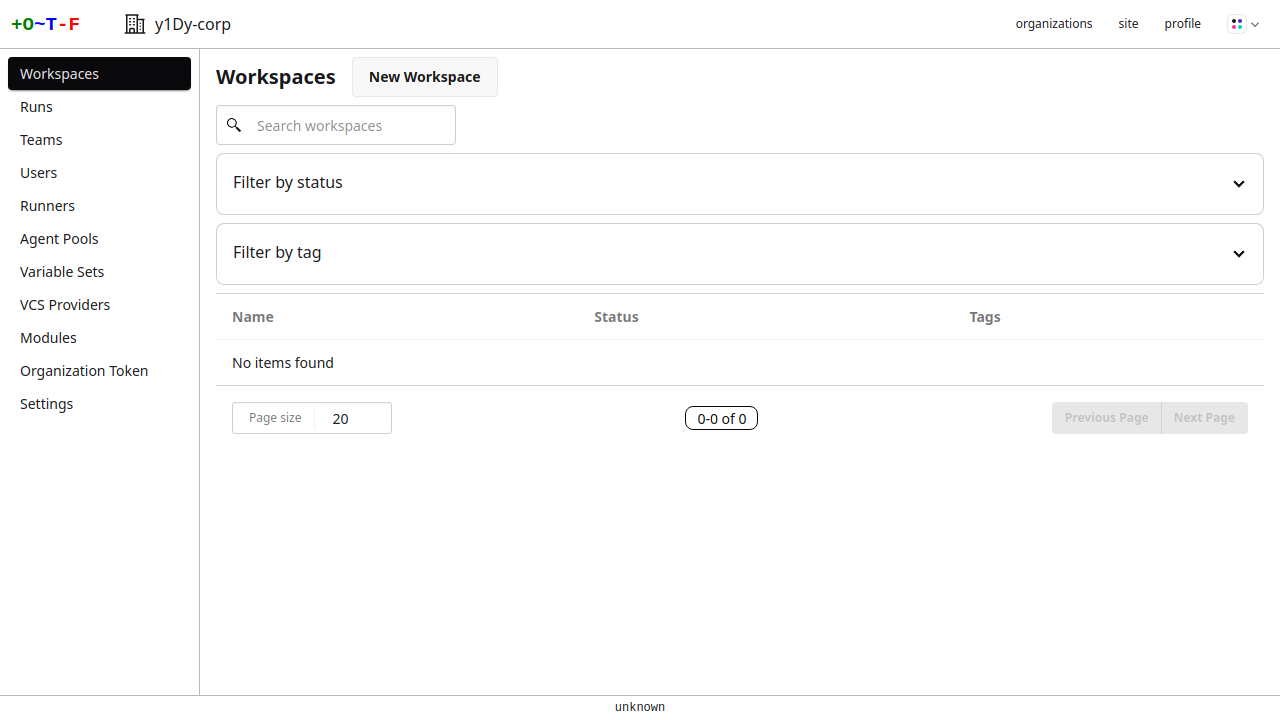 +O~T-F
y1Dy-corp
organizations
site
profile
Workspaces
Runs
Teams
Users
Runners
Agent Pools
Variable Sets
VCS Providers
Modules
Organization Token
Settings
Workspaces
New Workspace
Search workspaces
Filter by status
Filter by tag
Name Status Tags
No items found
Page size 20
0-0 of 0
Previous Page Next Page
unknown